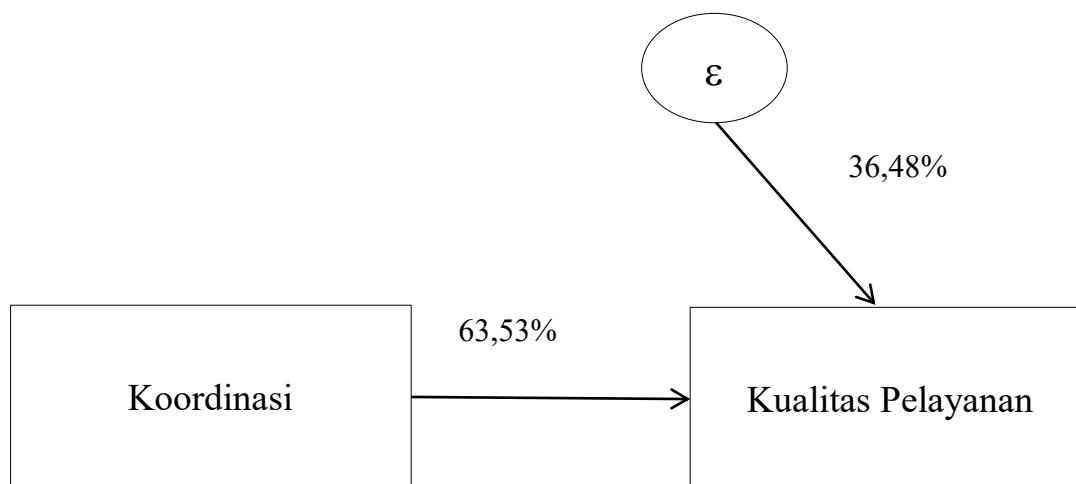 ε
36,48%
63,53%
Koordinasi
Kualitas Pelayanan